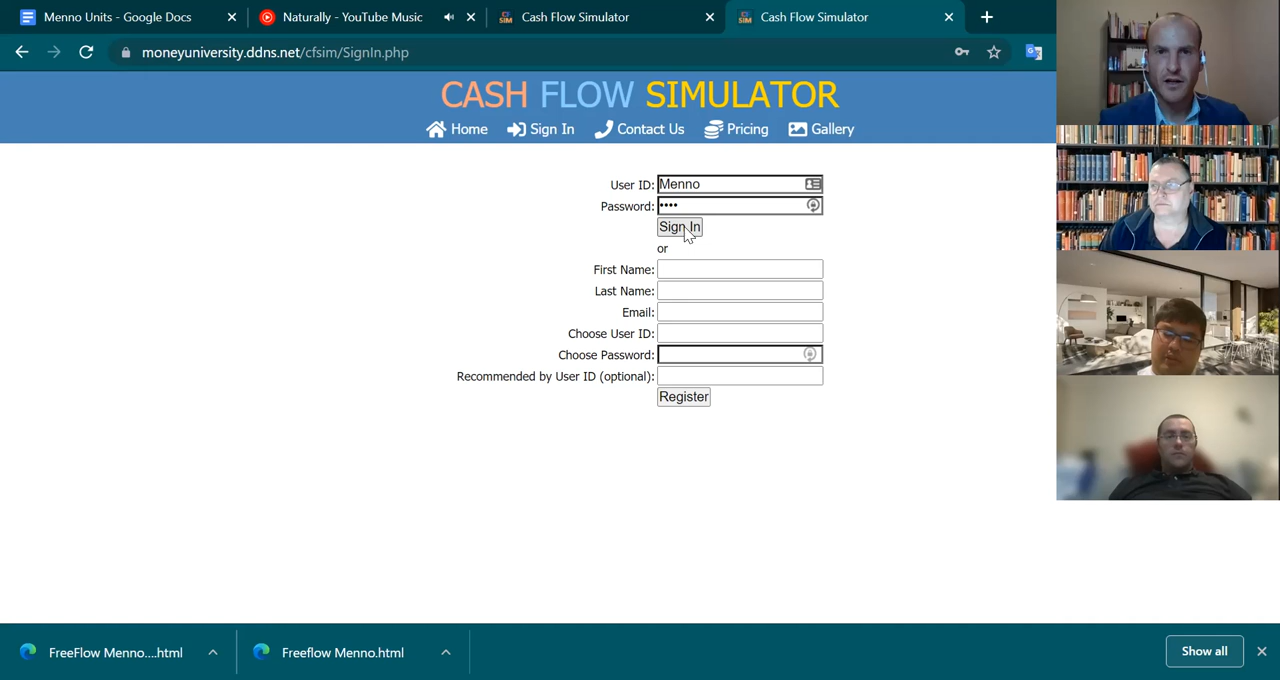 Menno Units - Google Docs
Naturally - YouTube Music
Cash Flow Simulator
Cash Flow Simulator
moneyuniversity.ddns.net/cfsim/SignIn.php
CASH FLOW SIMULATOR
Home
Sign In
Contact Us
Pricing
Gallery
User ID: Menno
Password: ••••
Sign In
or
First Name:
Last Name:
Email:
Choose User ID:
Choose Password:
Recommended by User ID (optional):
Register
FreeFlow Menno....html
Freeflow Menno.html
Show all